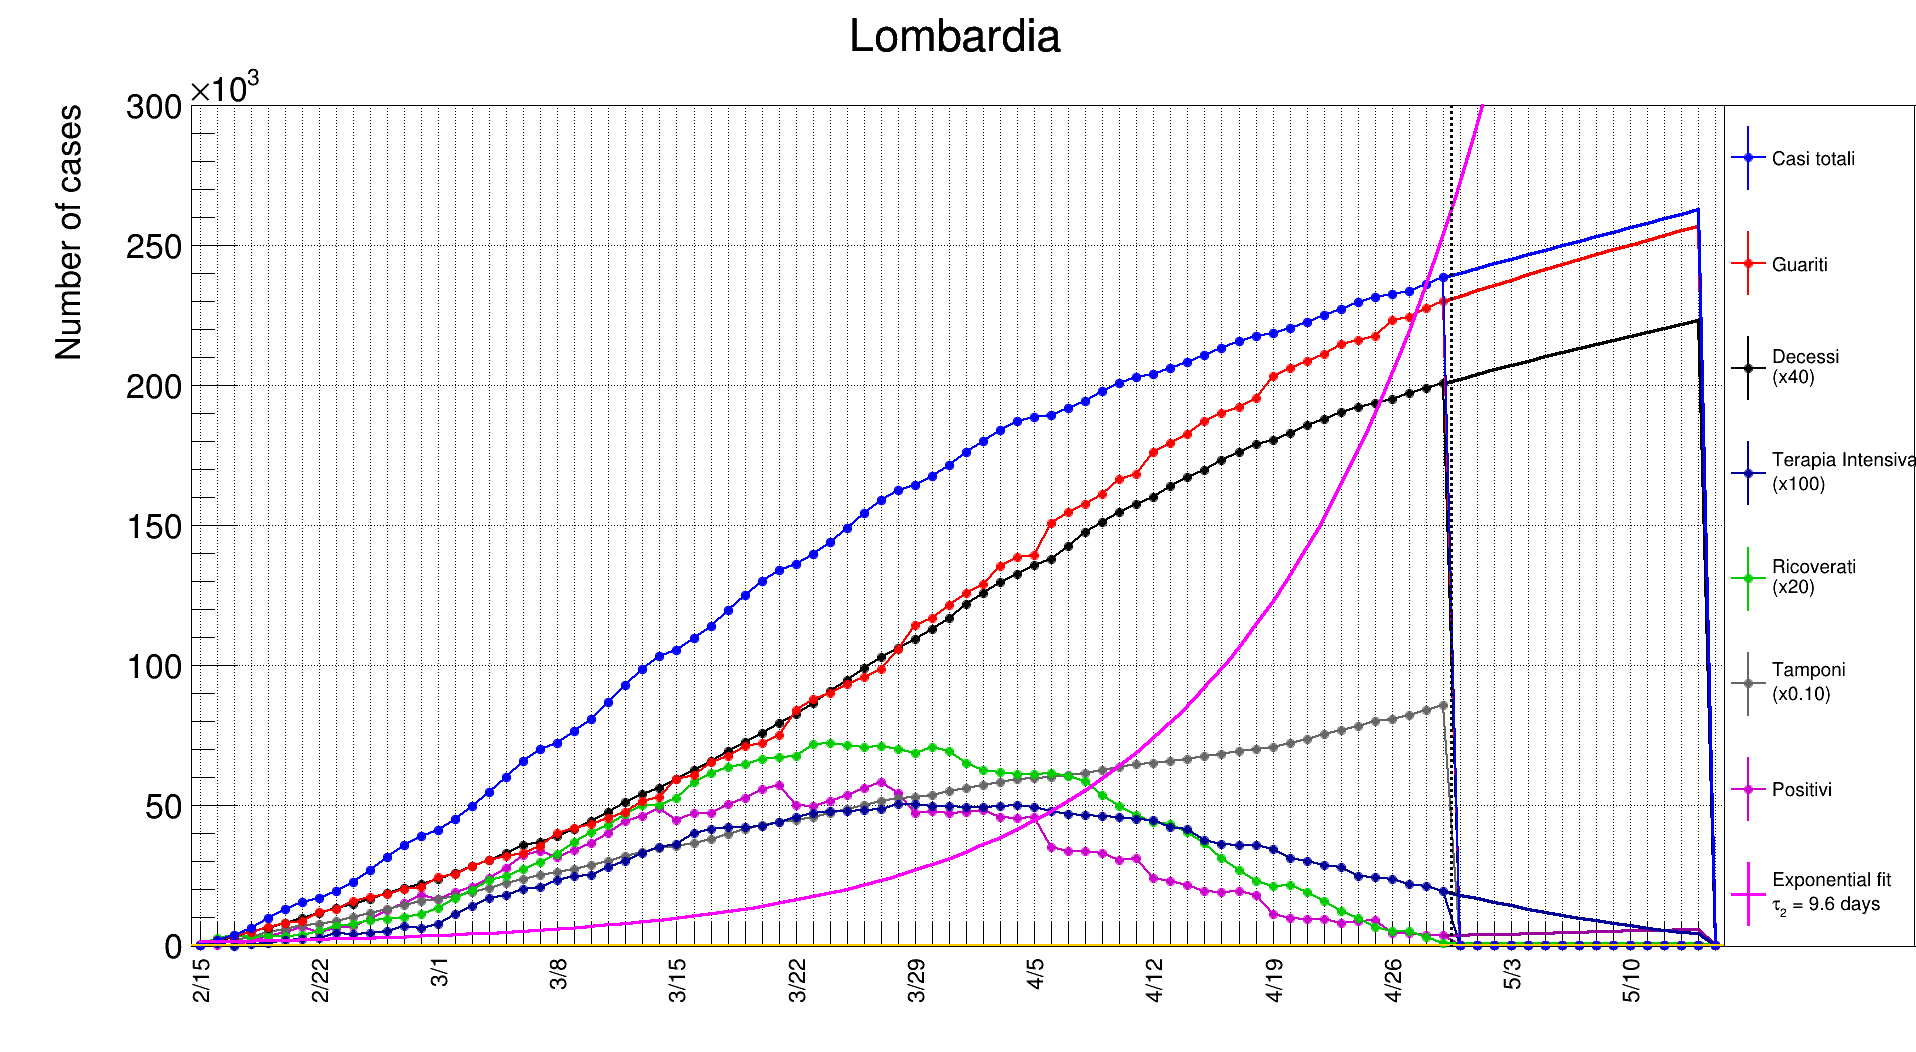 Lombardia
×10³
Number of cases
300
250
200
150
100
50
0
2/15
2/22
3/1
3/8
3/15
3/22
3/29
4/5
4/12
4/19
4/26
5/3
5/10
Casi totali
Guariti
Decessi
(x40)
Terapia Intensiva
(x100)
Ricoverati
(x20)
Tamponi
(x0.10)
Positivi
Exponential fit
τ₂ = 9.6 days